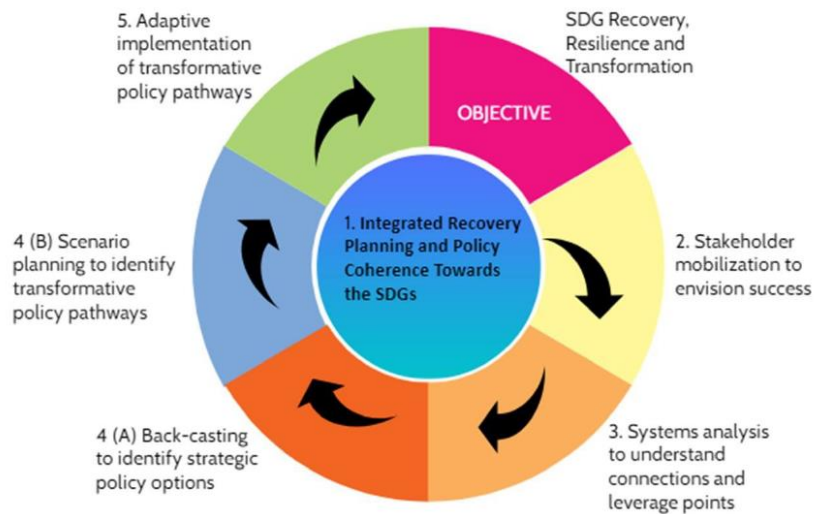 5. Adaptive
implementation
of transformative
policy pathways
SDG Recovery,
Resilience and
Transformation
OBJECTIVE
1. Integrated Recovery
Planning and Policy
Coherence Towards
the SDGs
2. Stakeholder
mobilization to
envision success
3. Systems analysis
to understand
connections and
leverage points
4 (A) Back-casting
to identify strategic
policy options
4 (B) Scenario
planning to identify
transformative
policy pathways